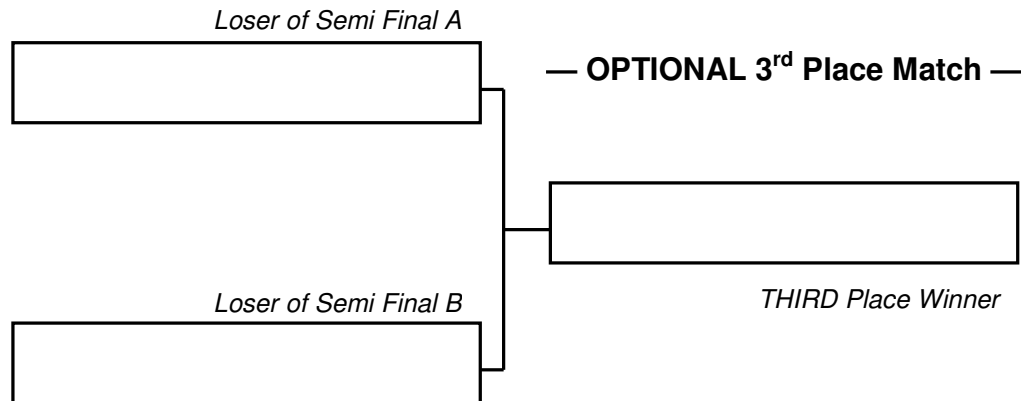 Loser of Semi Final A
— OPTIONAL 3rd Place Match —
Loser of Semi Final B
THIRD Place Winner